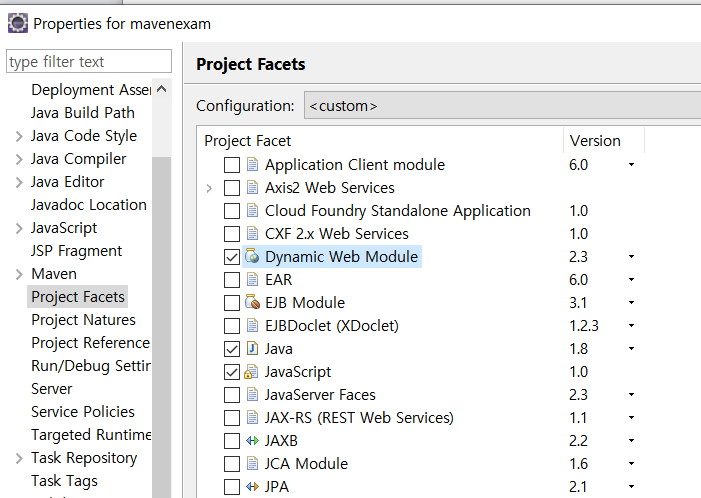 Properties for mavenexam
type filter text
Deployment Asser
Java Build Path
Java Code Style
Java Compiler
Java Editor
Javadoc Location
JavaScript
JSP Fragment
Maven
Project Facets
Project Natures
Project Reference
Run/Debug Settin
Server
Service Policies
Targeted Runtime
Task Repository
Task Tags
Project Facets
Configuration: <custom>
Project Facet Version
Application Client module 6.0
Axis2 Web Services
Cloud Foundry Standalone Application 1.0
CXF 2.x Web Services 1.0
Dynamic Web Module 2.3
EAR 6.0
EJB Module 3.1
EJBDoclet (XDoclet) 1.2.3
Java 1.8
JavaScript 1.0
JavaServer Faces 2.3
JAX-RS (REST Web Services) 1.1
JAXB 2.2
JCA Module 1.6
JPA 2.1